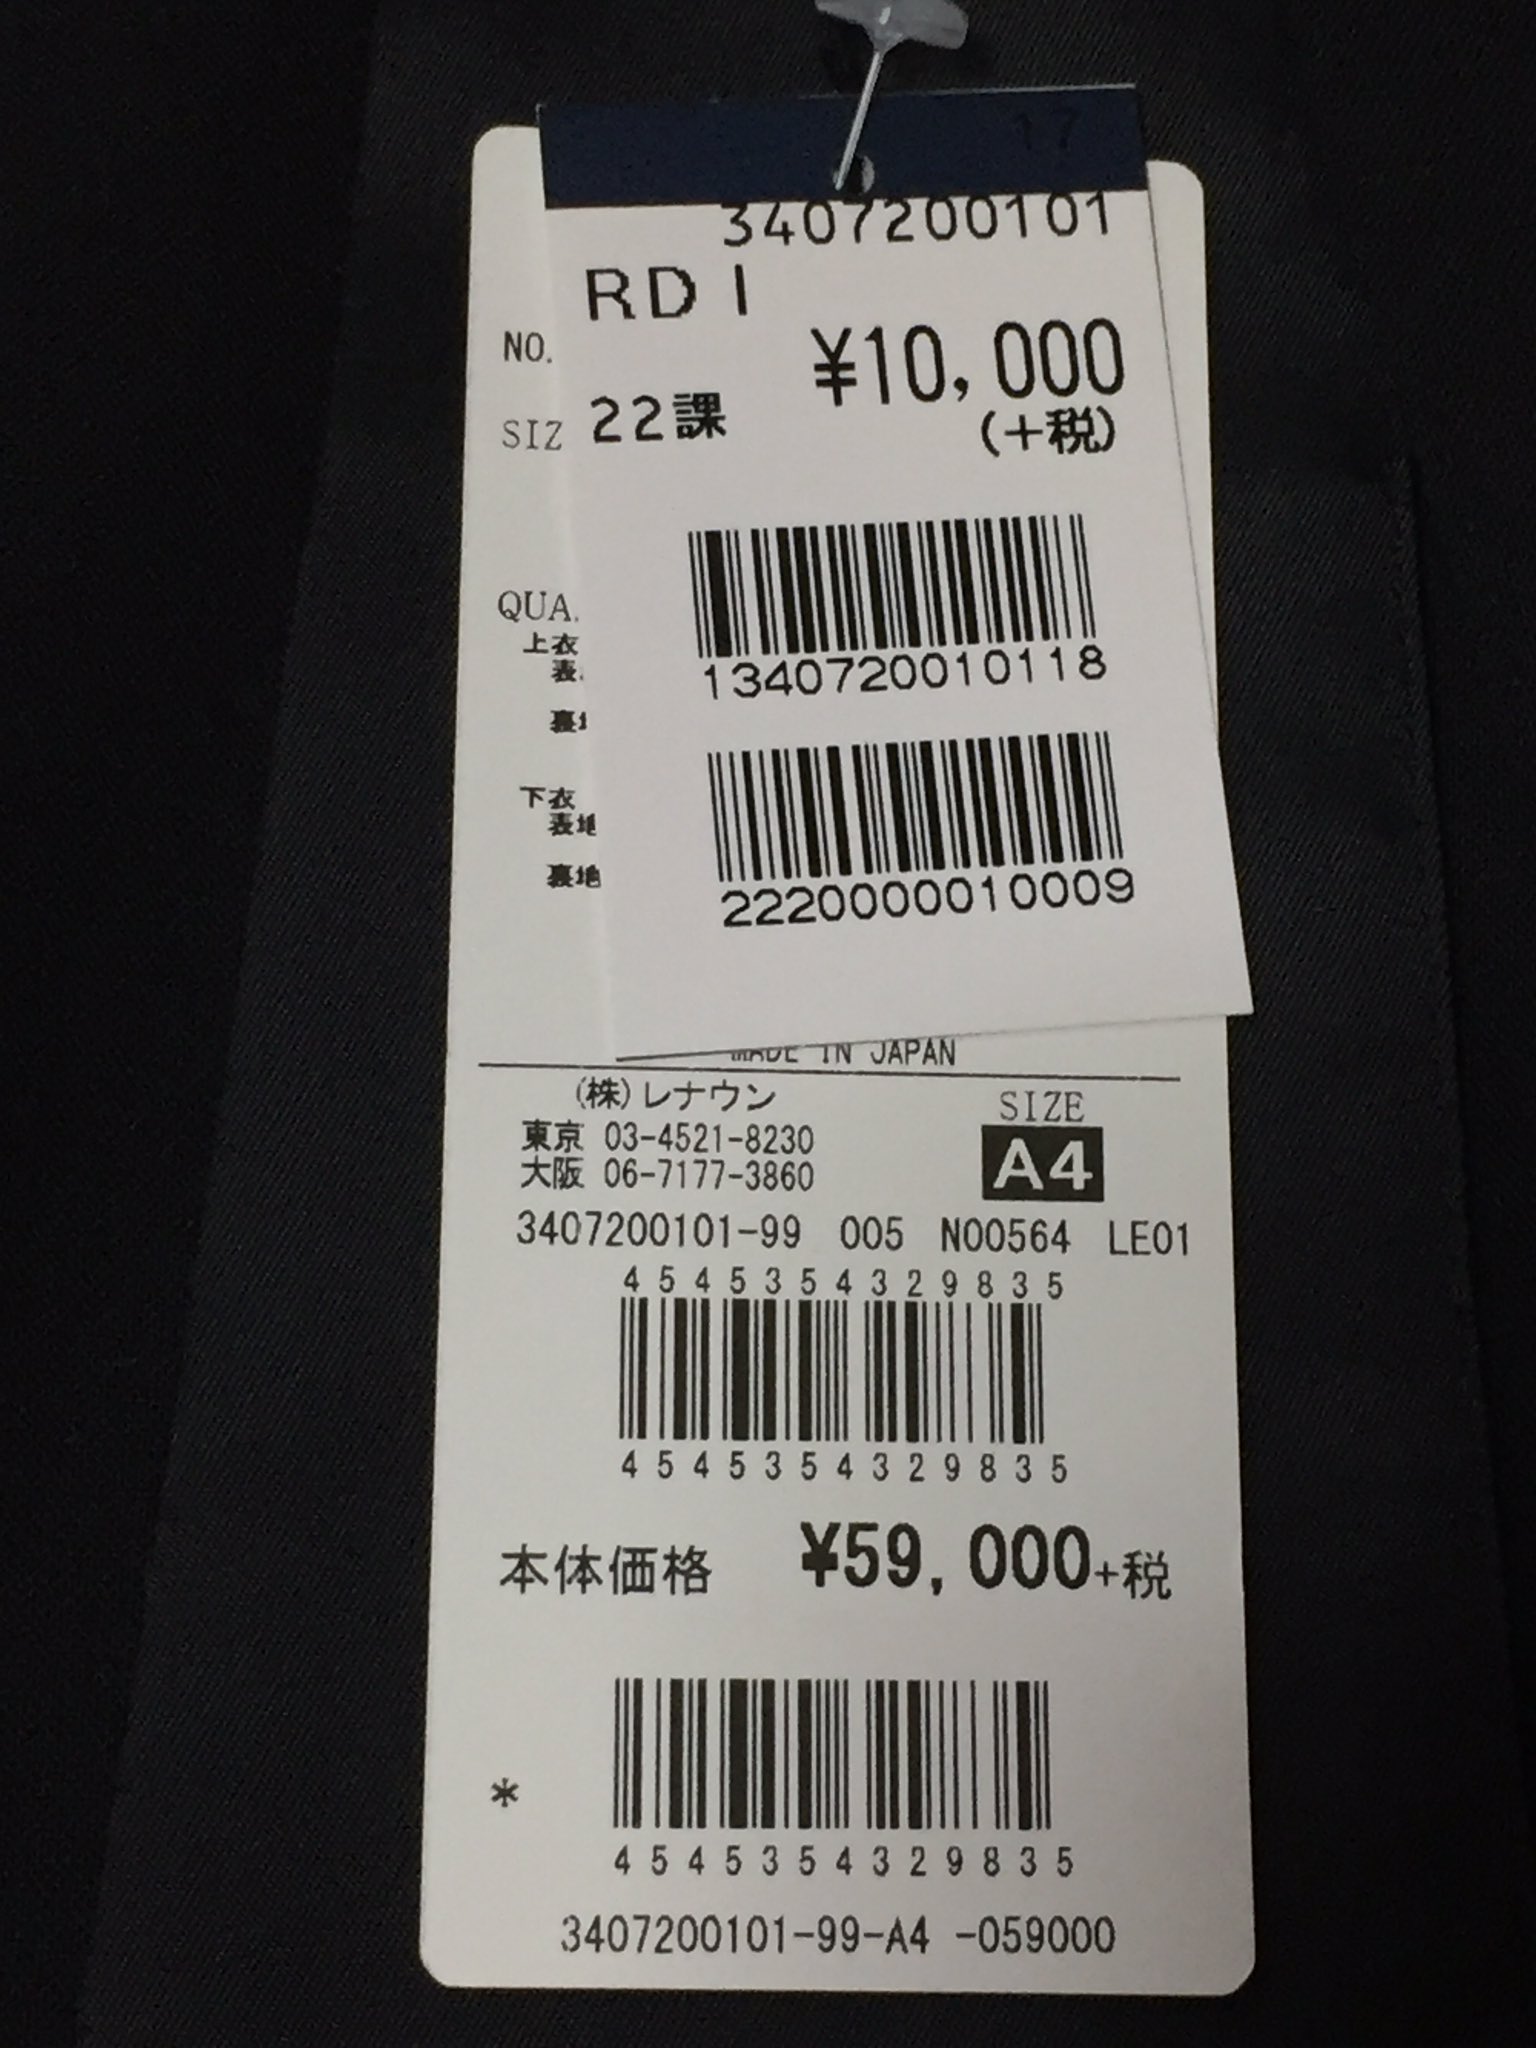 17
3407200101
RDI
NO.
¥10,000
22課
(+税)
SIZ
1340720010118
2220000010009
QUA.
上衣
表
裏地
下衣
表地
裏地
MADE IN JAPAN
(株)レナウン
東京 03-4521-8230
大阪 06-7177-3860
SIZE
A4
3407200101-99 005 N00564 LE01
4545354329835
4545354329835
本体価格 ¥59,000+税
*
4545354329835
3407200101-99-A4 -059000